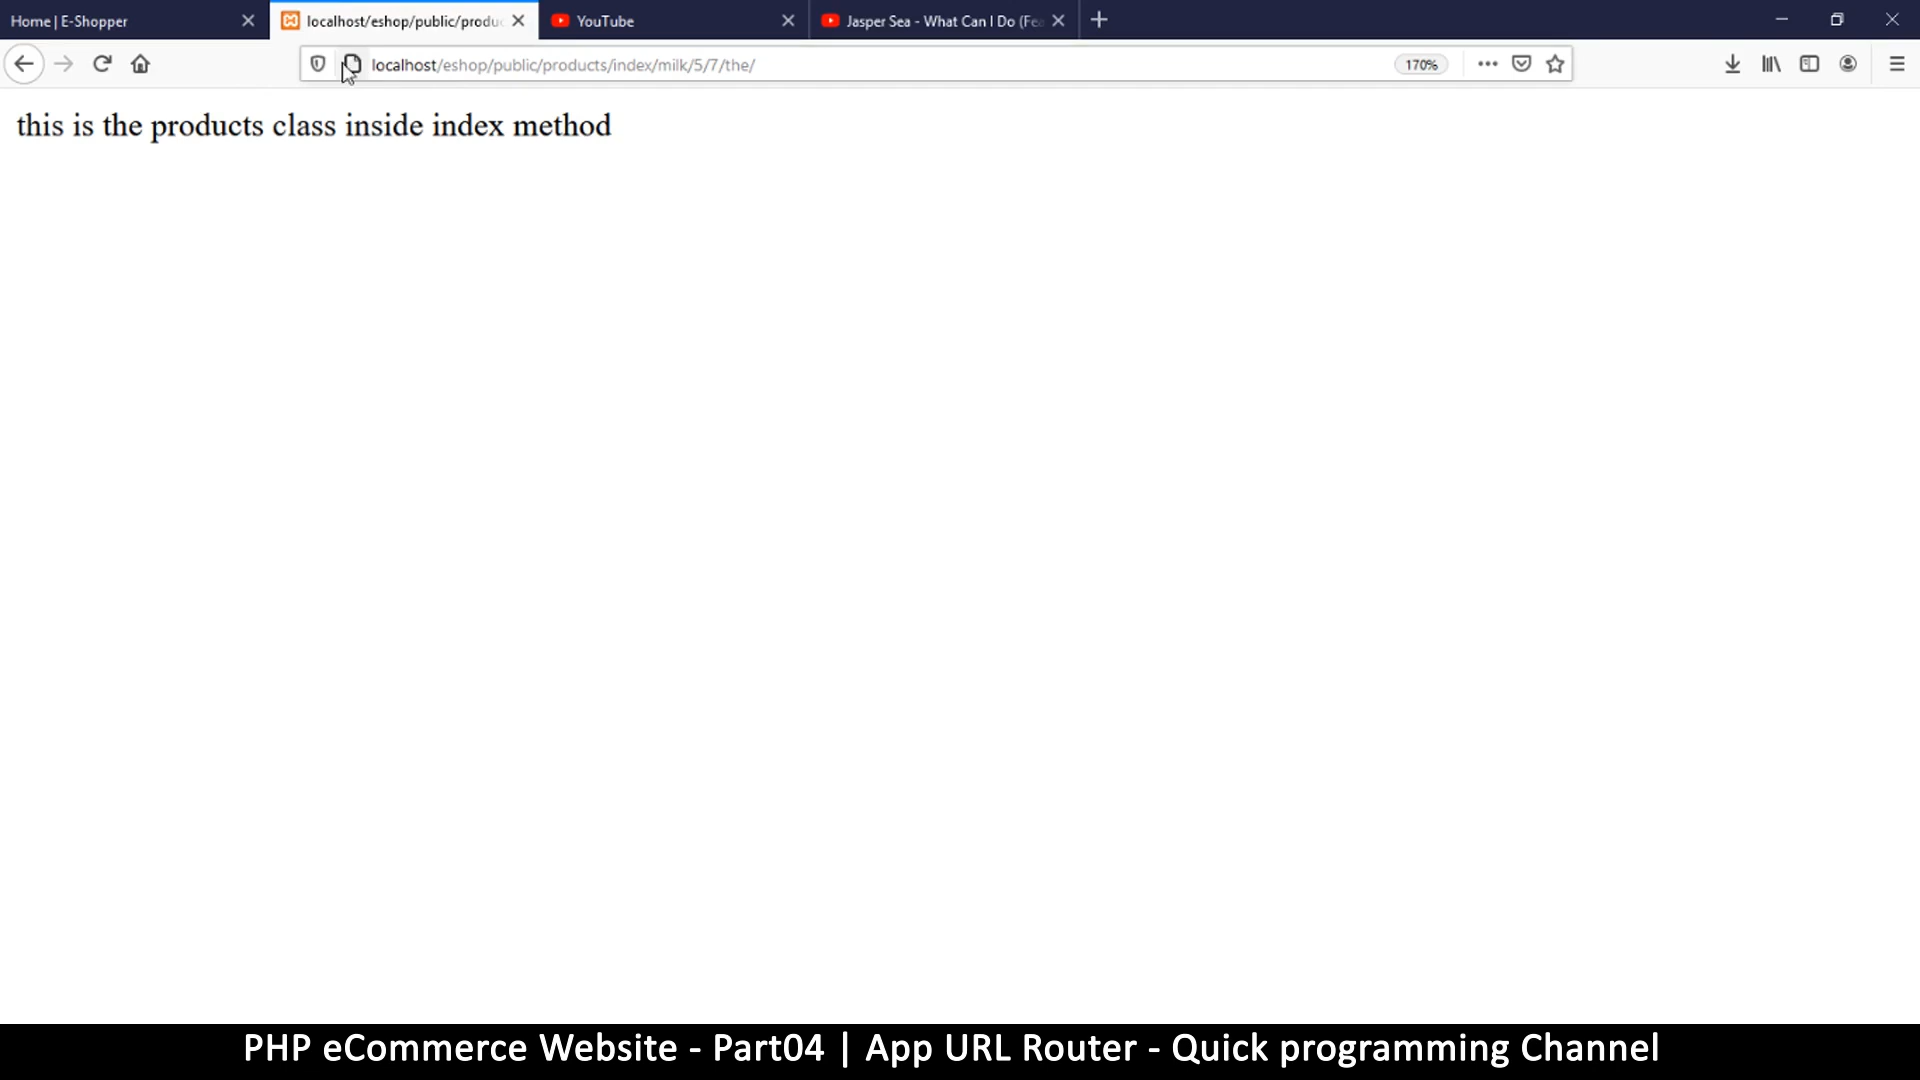 Home | E-Shopper
localhost/eshop/public/produc
YouTube
Jasper Sea - What Can I Do (Fea
localhost/eshop/public/products/index/milk/5/7/the/
170%
this is the products class inside index method
PHP eCommerce Website - Part04 | App URL Router - Quick programming Channel